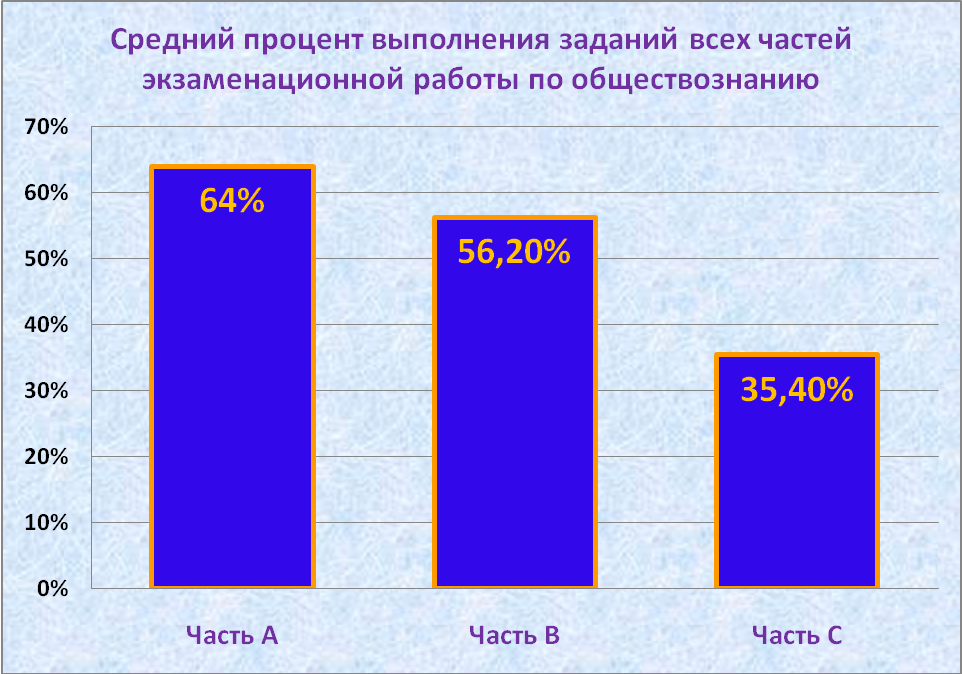 Средний процент выполнения заданий всех частей
экзаменационной работы по обществознанию
70%
60%
50%
40%
30%
20%
10%
0%
64%
56,20%
35,40%
Часть А
Часть В
Часть С